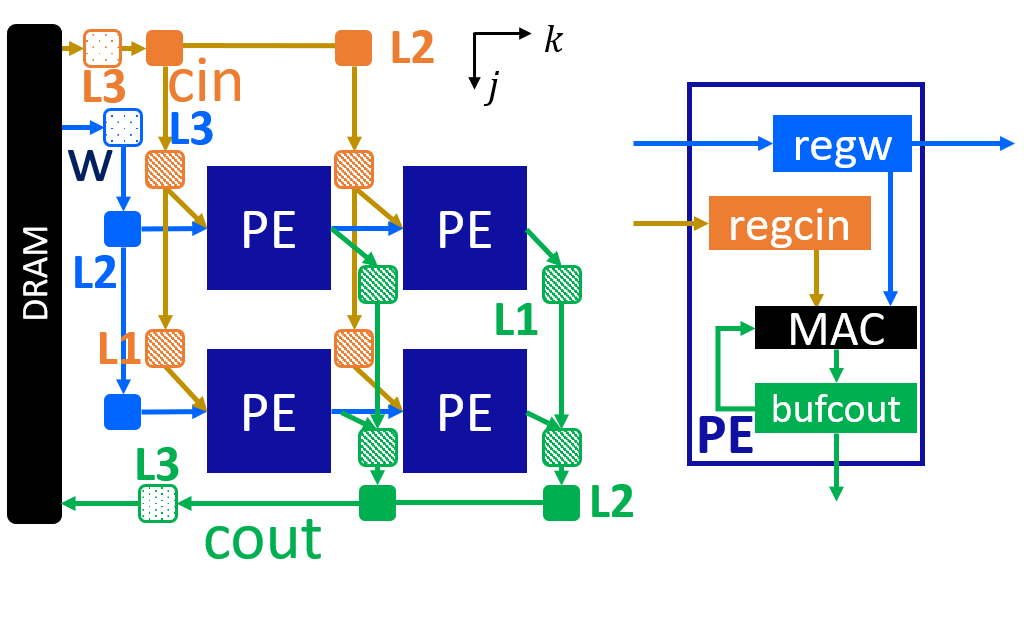 L2
k
j
L3
cin
L3
w
DRAM
PE
PE
L2
L1
L1
PE
PE
L3
cout
L2
regw
regcin
MAC
bufcout
PE